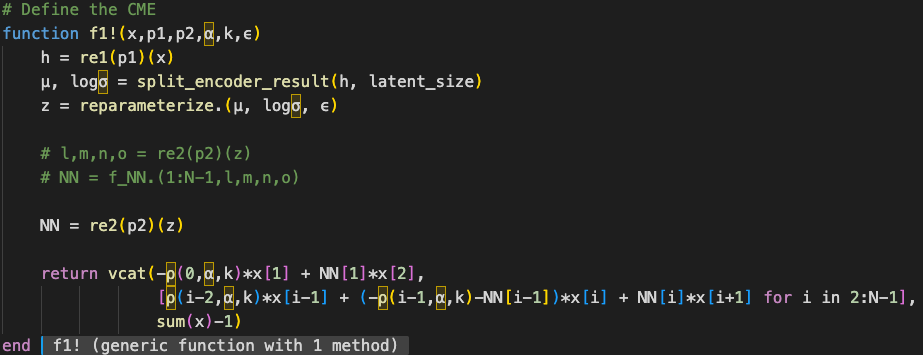 # Define the CME
function f1!(x,p1,p2,α,k,ϵ)
h = re1(p1)(x)
μ, logσ = split_encoder_result(h, latent_size)
z = reparameterize.(μ, logσ, ϵ)
# l,m,n,o = re2(p2)(z)
# NN = f_NN.(1:N-1,l,m,n,o)
NN = re2(p2)(z)
return vcat(-ρ(0,α,k)*x[1] + NN[1]*x[2],
[ρ(i-2,α,k)*x[i-1] + (-ρ(i-1,α,k)-NN[i-1])*x[i] + NN[i]*x[i+1] for i in 2:N-1],
sum(x)-1)
end f1! (generic function with 1 method)